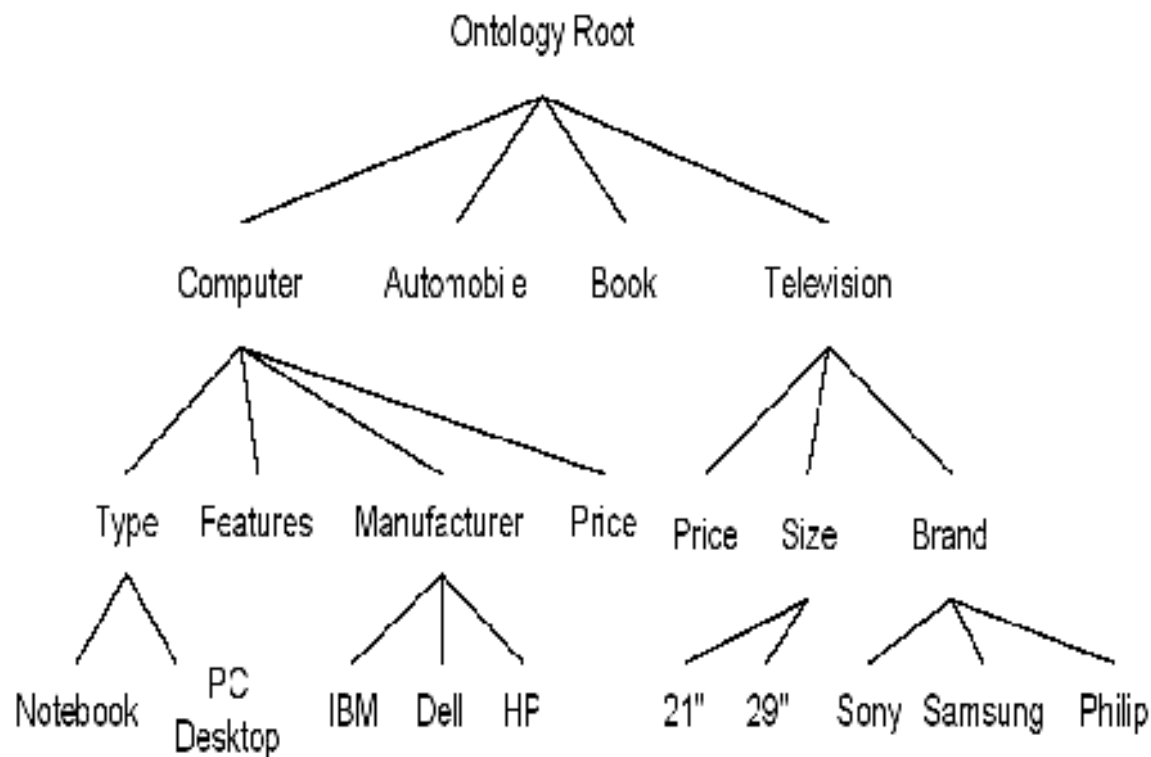 Ontology Root
Computer Automobile Book Television
Type Features Manufacturer Price Price Size Brand
Notebook PC Desktop IBM Dell HP 21" 29" Sony Samsung Philip